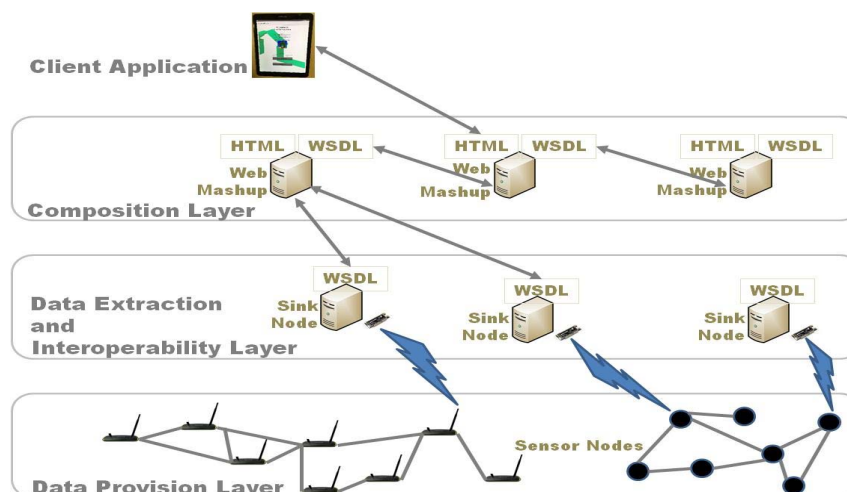 Client Application
HTML WSDL
HTML WSDL
HTML WSDL
Web
Mashup
Web
Mashup
Web
Mashup
Composition Layer
WSDL
WSDL
WSDL
Data Extraction
and
Interoperability Layer
Sink
Node
Sink
Node
Sink
Node
Sensor Nodes
Data Provision Layer